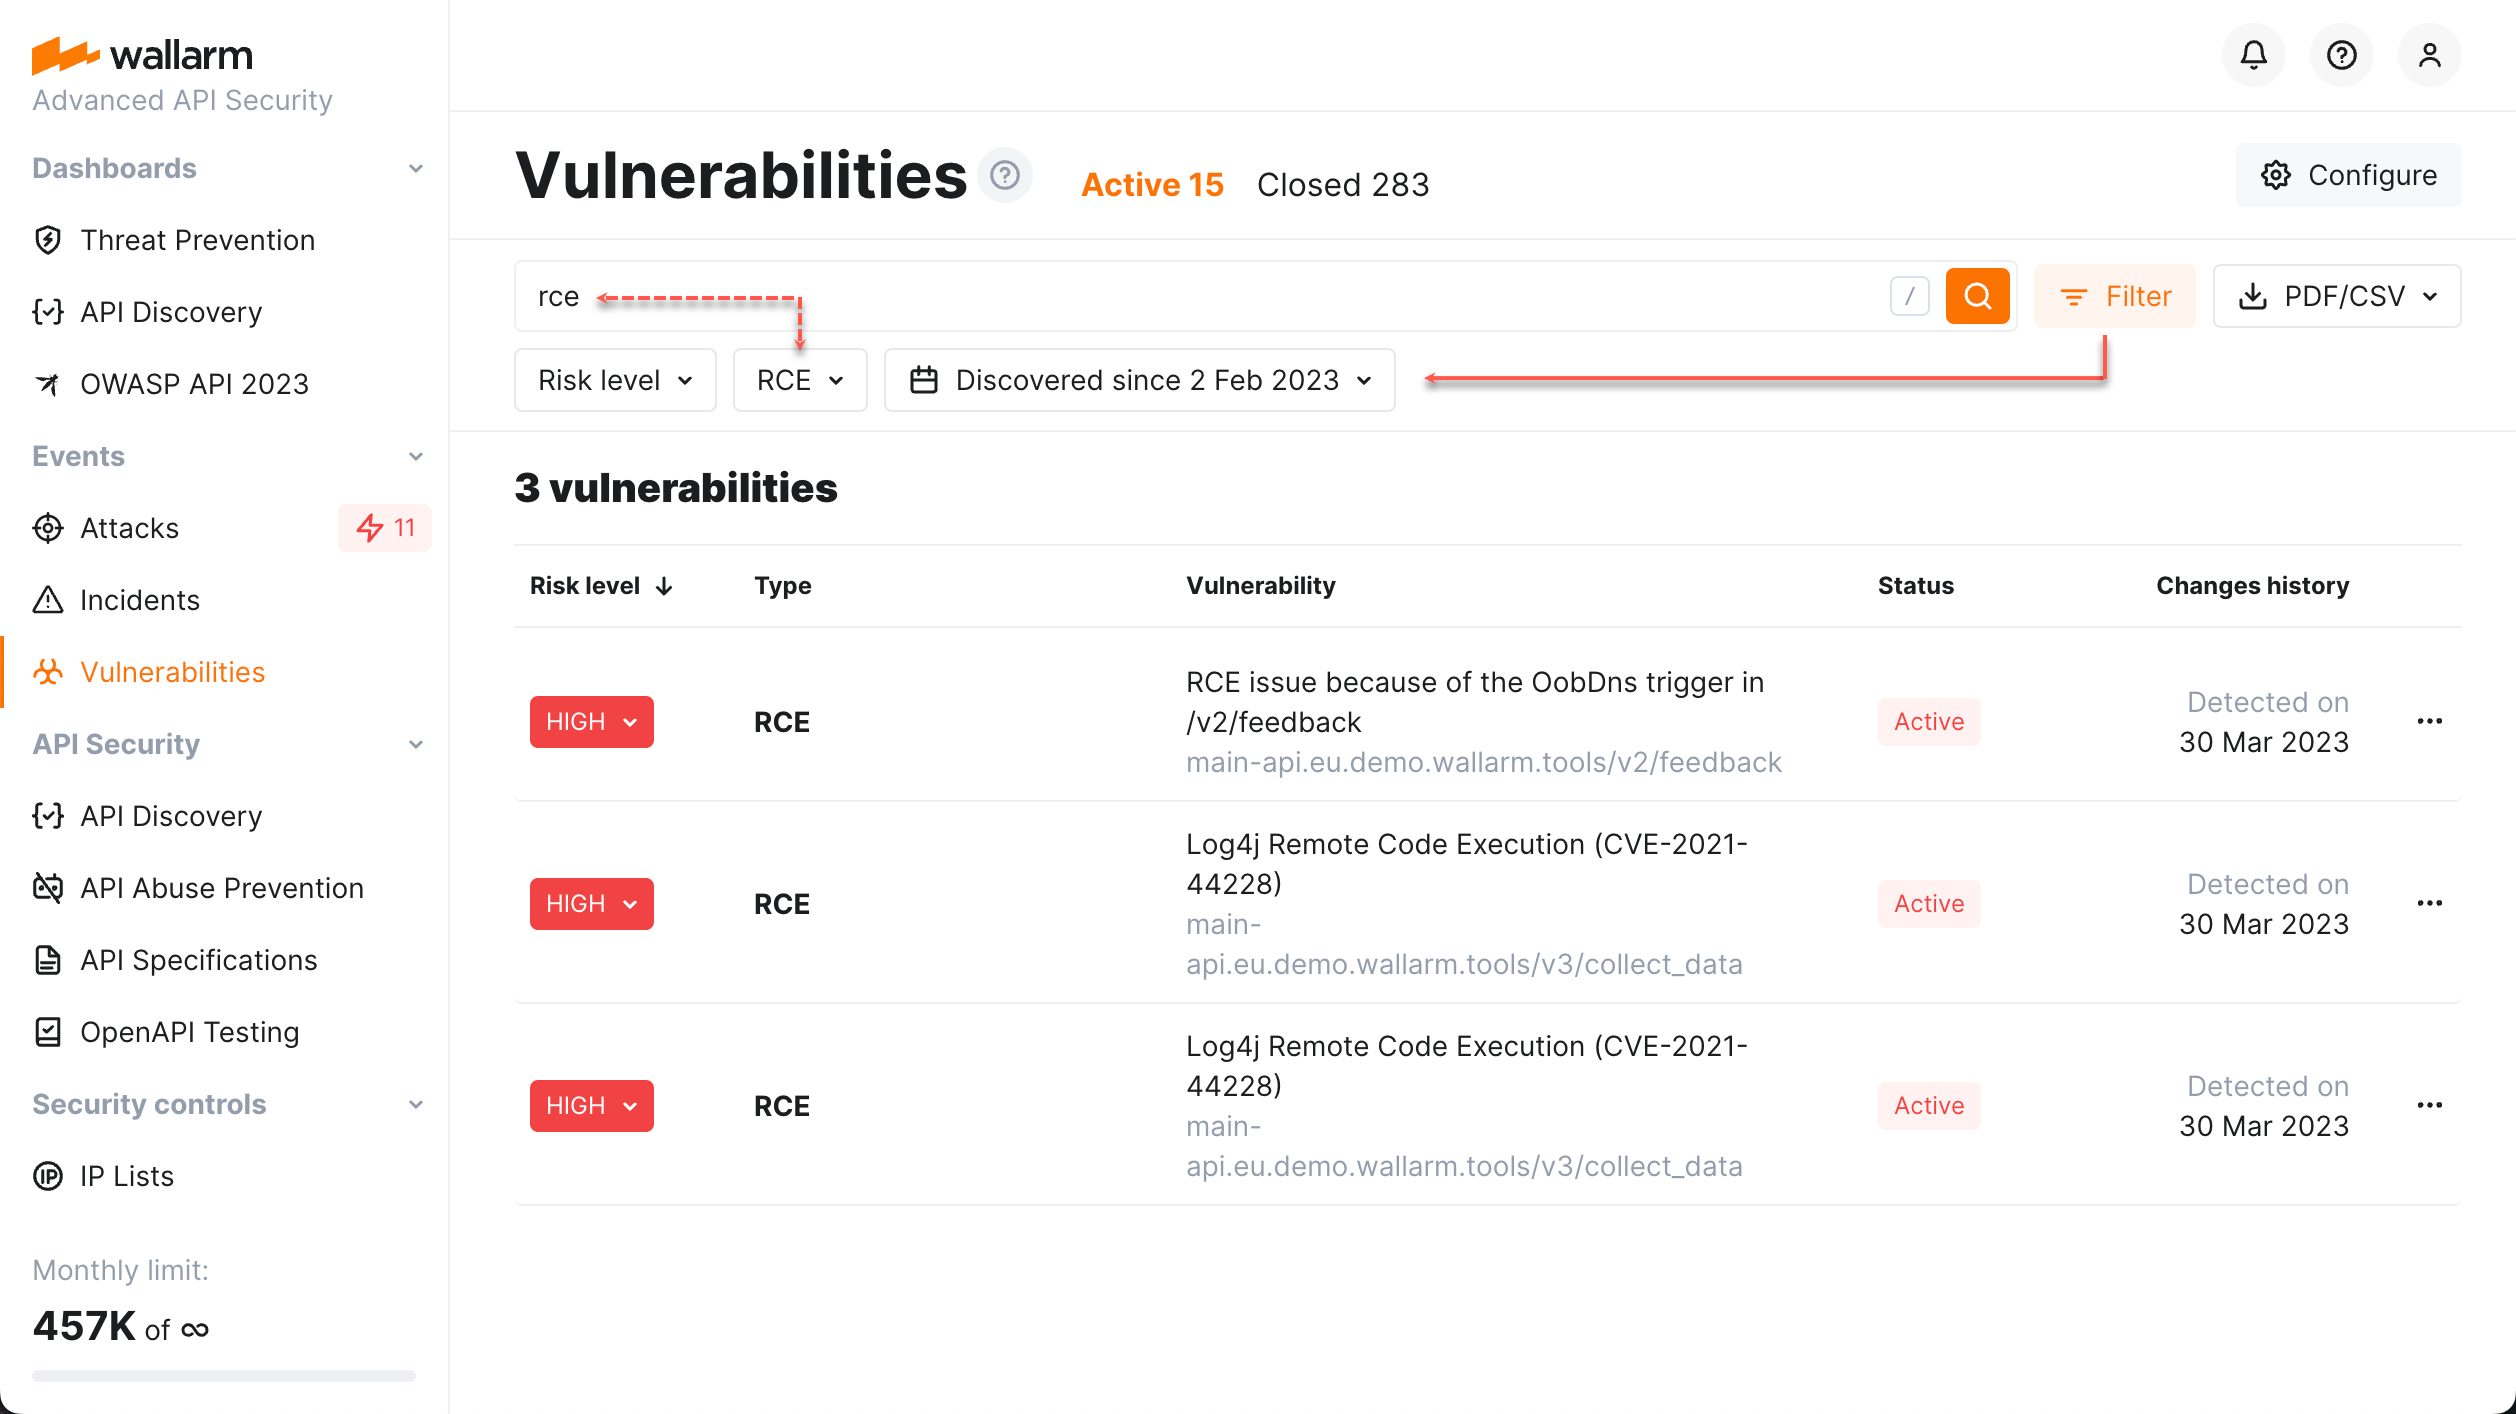 wallarm
Advanced API Security
Dashboards
Threat Prevention
API Discovery
OWASP API 2023
Events
Attacks
11
Incidents
Vulnerabilities
API Security
API Discovery
API Abuse Prevention
API Specifications
OpenAPI Testing
Security controls
IP Lists
Monthly limit:
457K of ∞
Vulnerabilities
Active 15
Closed 283
Configure
rce
/
Filter
PDF/CSV
Risk level
RCE
Discovered since 2 Feb 2023
3 vulnerabilities
Risk level
Type
Vulnerability
Status
Changes history
HIGH
RCE
RCE issue because of the OobDns trigger in
/v2/feedback
main-api.eu.demo.wallarm.tools/v2/feedback
Active
Detected on
30 Mar 2023
HIGH
RCE
Log4j Remote Code Execution (CVE-2021-
44228)
main-
api.eu.demo.wallarm.tools/v3/collect_data
Active
Detected on
30 Mar 2023
HIGH
RCE
Log4j Remote Code Execution (CVE-2021-
44228)
main-
api.eu.demo.wallarm.tools/v3/collect_data
Active
Detected on
30 Mar 2023